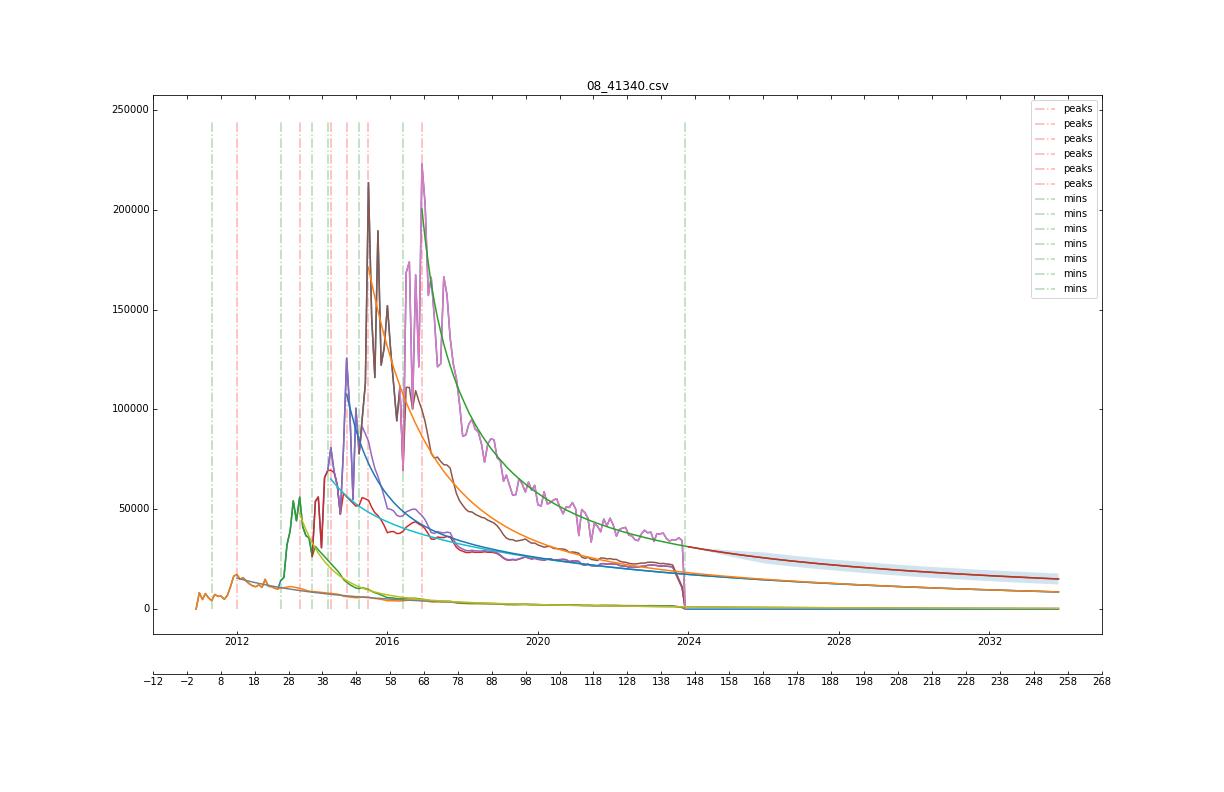 08_41340.csv
250000
200000
150000
100000
50000
0
peaks
peaks
peaks
peaks
peaks
peaks
mins
mins
mins
mins
mins
mins
mins
2012 2016 2020 2024 2028 2032
−12 −2 8 18 28 38 48 58 68 78 88 98 108 118 128 138 148 158 168 178 188 198 208 218 228 238 248 258 268